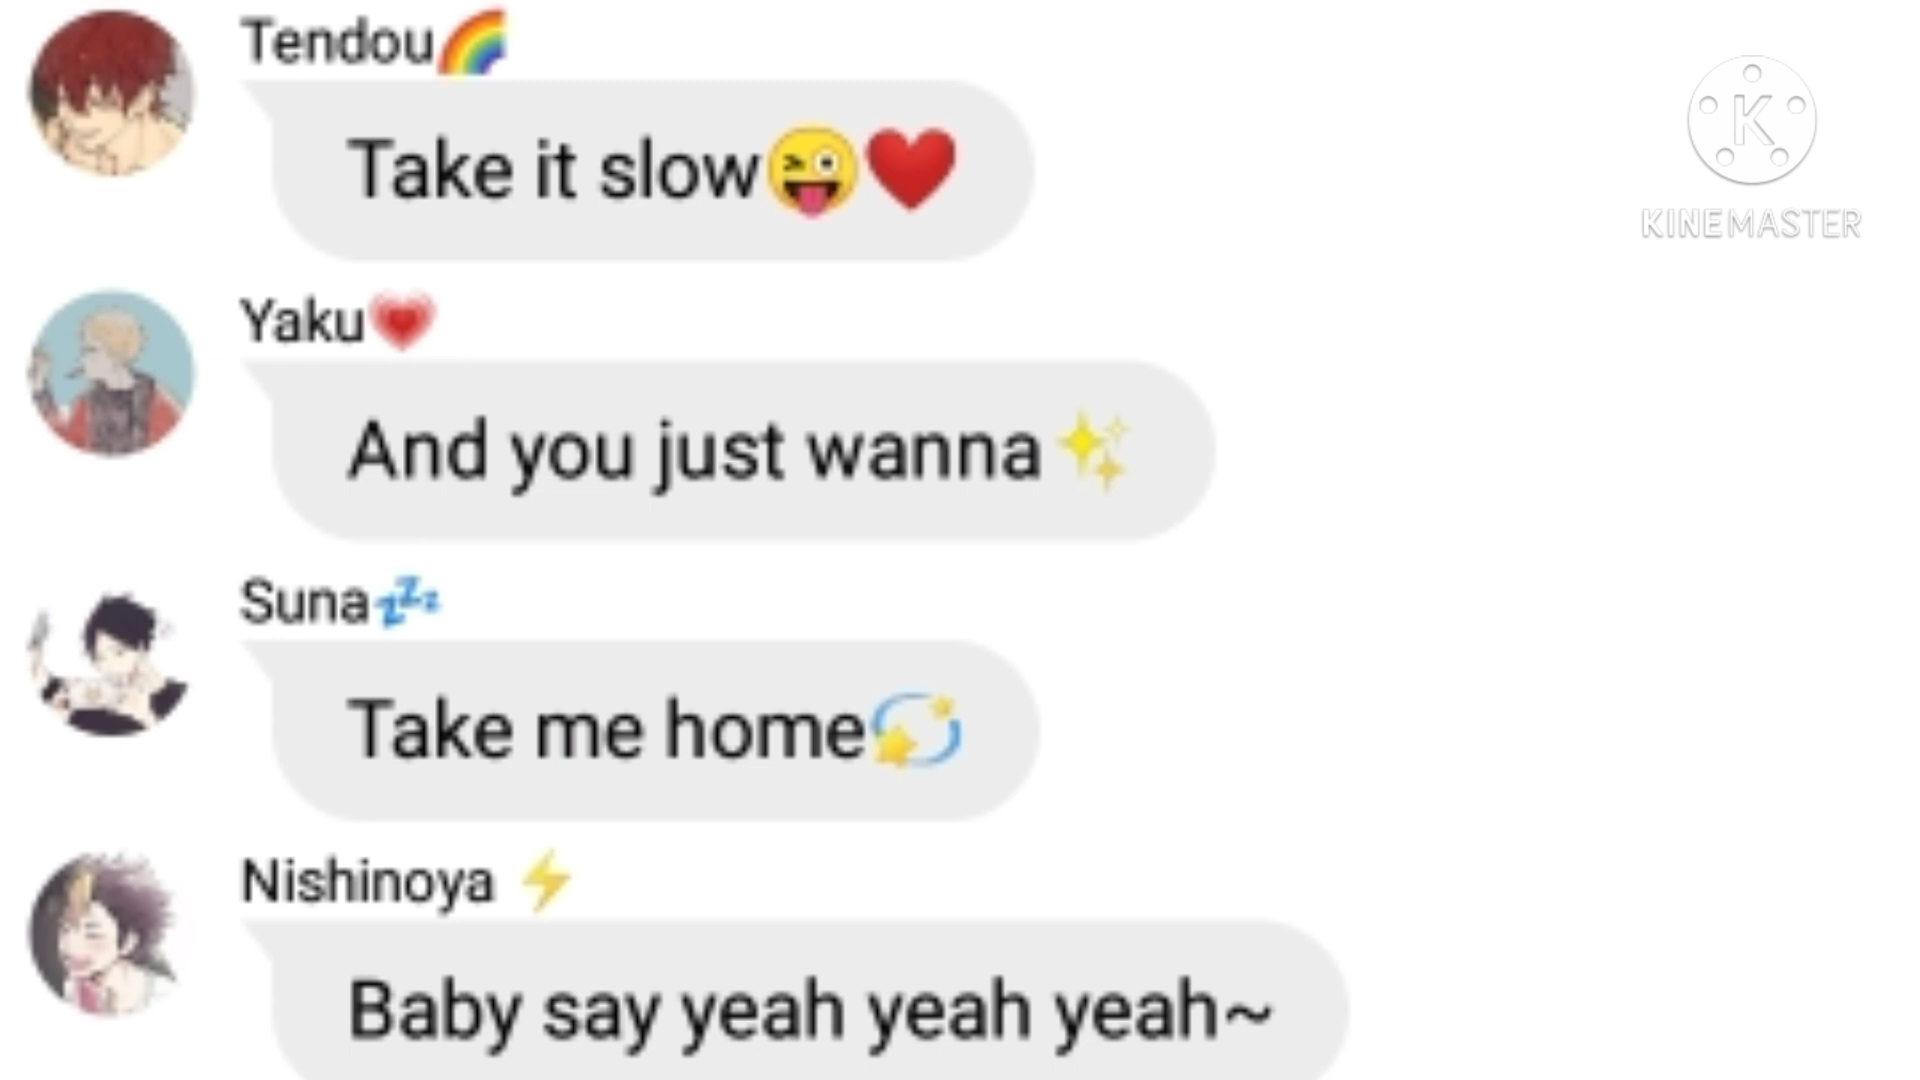 Tendou🌈
Take it slow😜❤️
Yaku💗
And you just wanna✨
Suna💤
Take me home💫
Nishinoya ⚡
Baby say yeah yeah yeah~
K
KINEMASTER